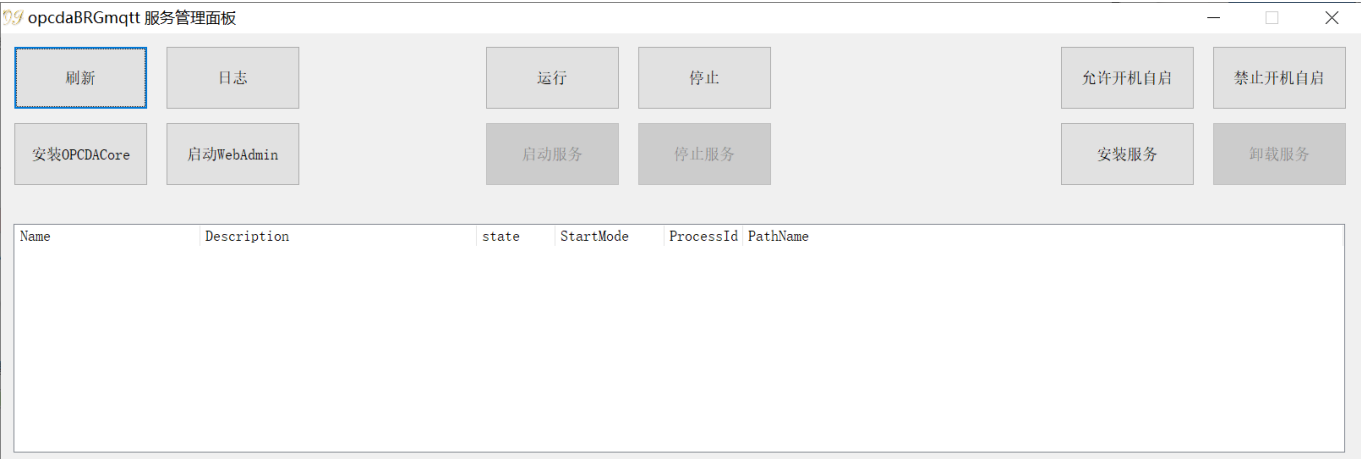 opcdaBRGmqtt 服务管理面板
刷新 日志 运行 停止 允许开机自启 禁止开机自启
安装OPCDACore 启动WebAdmin 启动服务 停止服务 安装服务 卸载服务
Name Description state StartMode ProcessId PathName